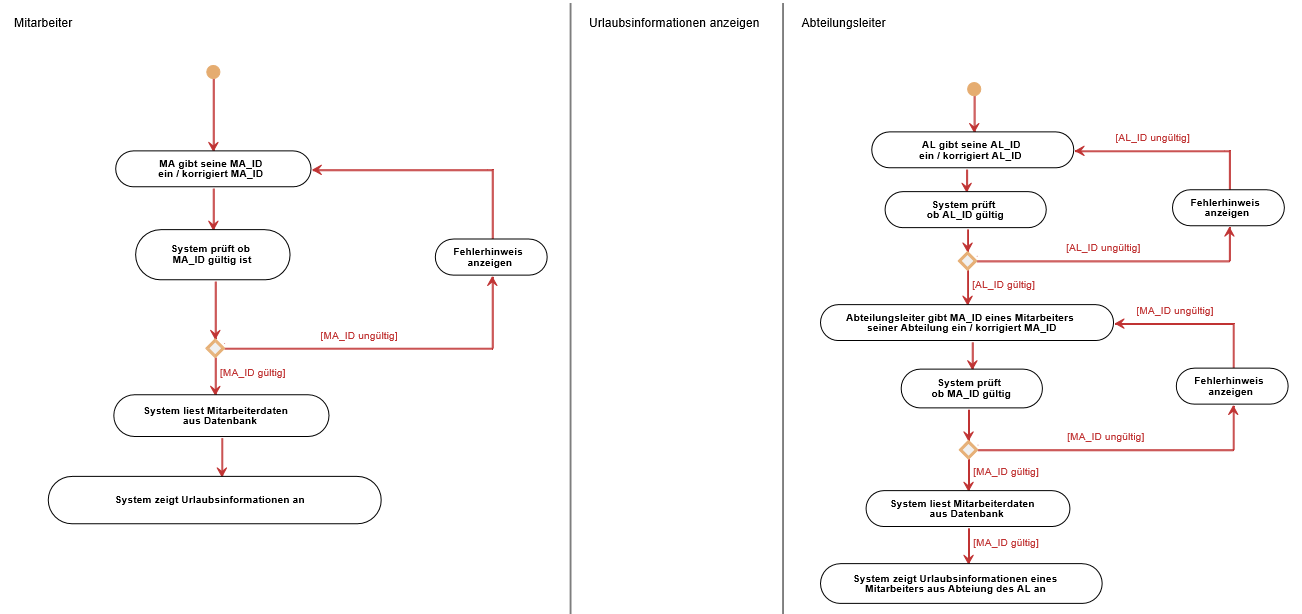 Mitarbeiter
Urlaubsinformationen anzeigen
Abteilungsleiter
MA gibt seine MA_ID
ein / korrigiert MA_ID
System prüft ob
MA_ID gültig ist
Fehlerhinweis
anzeigen
[MA_ID ungültig]
[MA_ID gültig]
System liest Mitarbeiterdaten
aus Datenbank
System zeigt Urlaubsinformationen an
AL gibt seine AL_ID
ein / korrigiert AL_ID
[AL_ID ungültig]
System prüft
ob AL_ID gültig
Fehlerhinweis
anzeigen
[AL_ID ungültig]
[AL_ID gültig]
Abteilungsleiter gibt MA_ID eines Mitarbeiters
seiner Abteilung ein / korrigiert MA_ID
[MA_ID ungültig]
System prüft
ob MA_ID gültig
Fehlerhinweis
anzeigen
[MA_ID ungültig]
[MA_ID gültig]
System liest Mitarbeiterdaten
aus Datenbank
[MA_ID gültig]
System zeigt Urlaubsinformationen eines
Mitarbeiters aus Abteiung des AL an